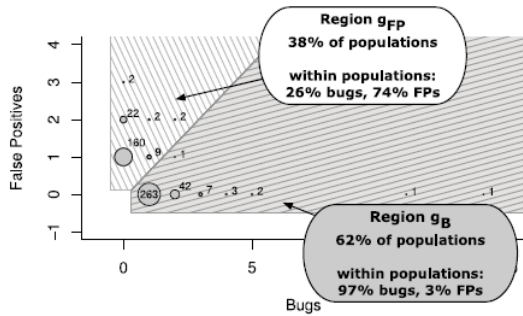 Region gFP
38% of populations
within populations:
26% bugs, 74% FPs
4
3
2
1
0
−1
False Positives
2
22 2 2
160 9 1
263 42 7 3 2 1 1
Region gB
62% of populations
within populations:
97% bugs, 3% FPs
0 5
Bugs